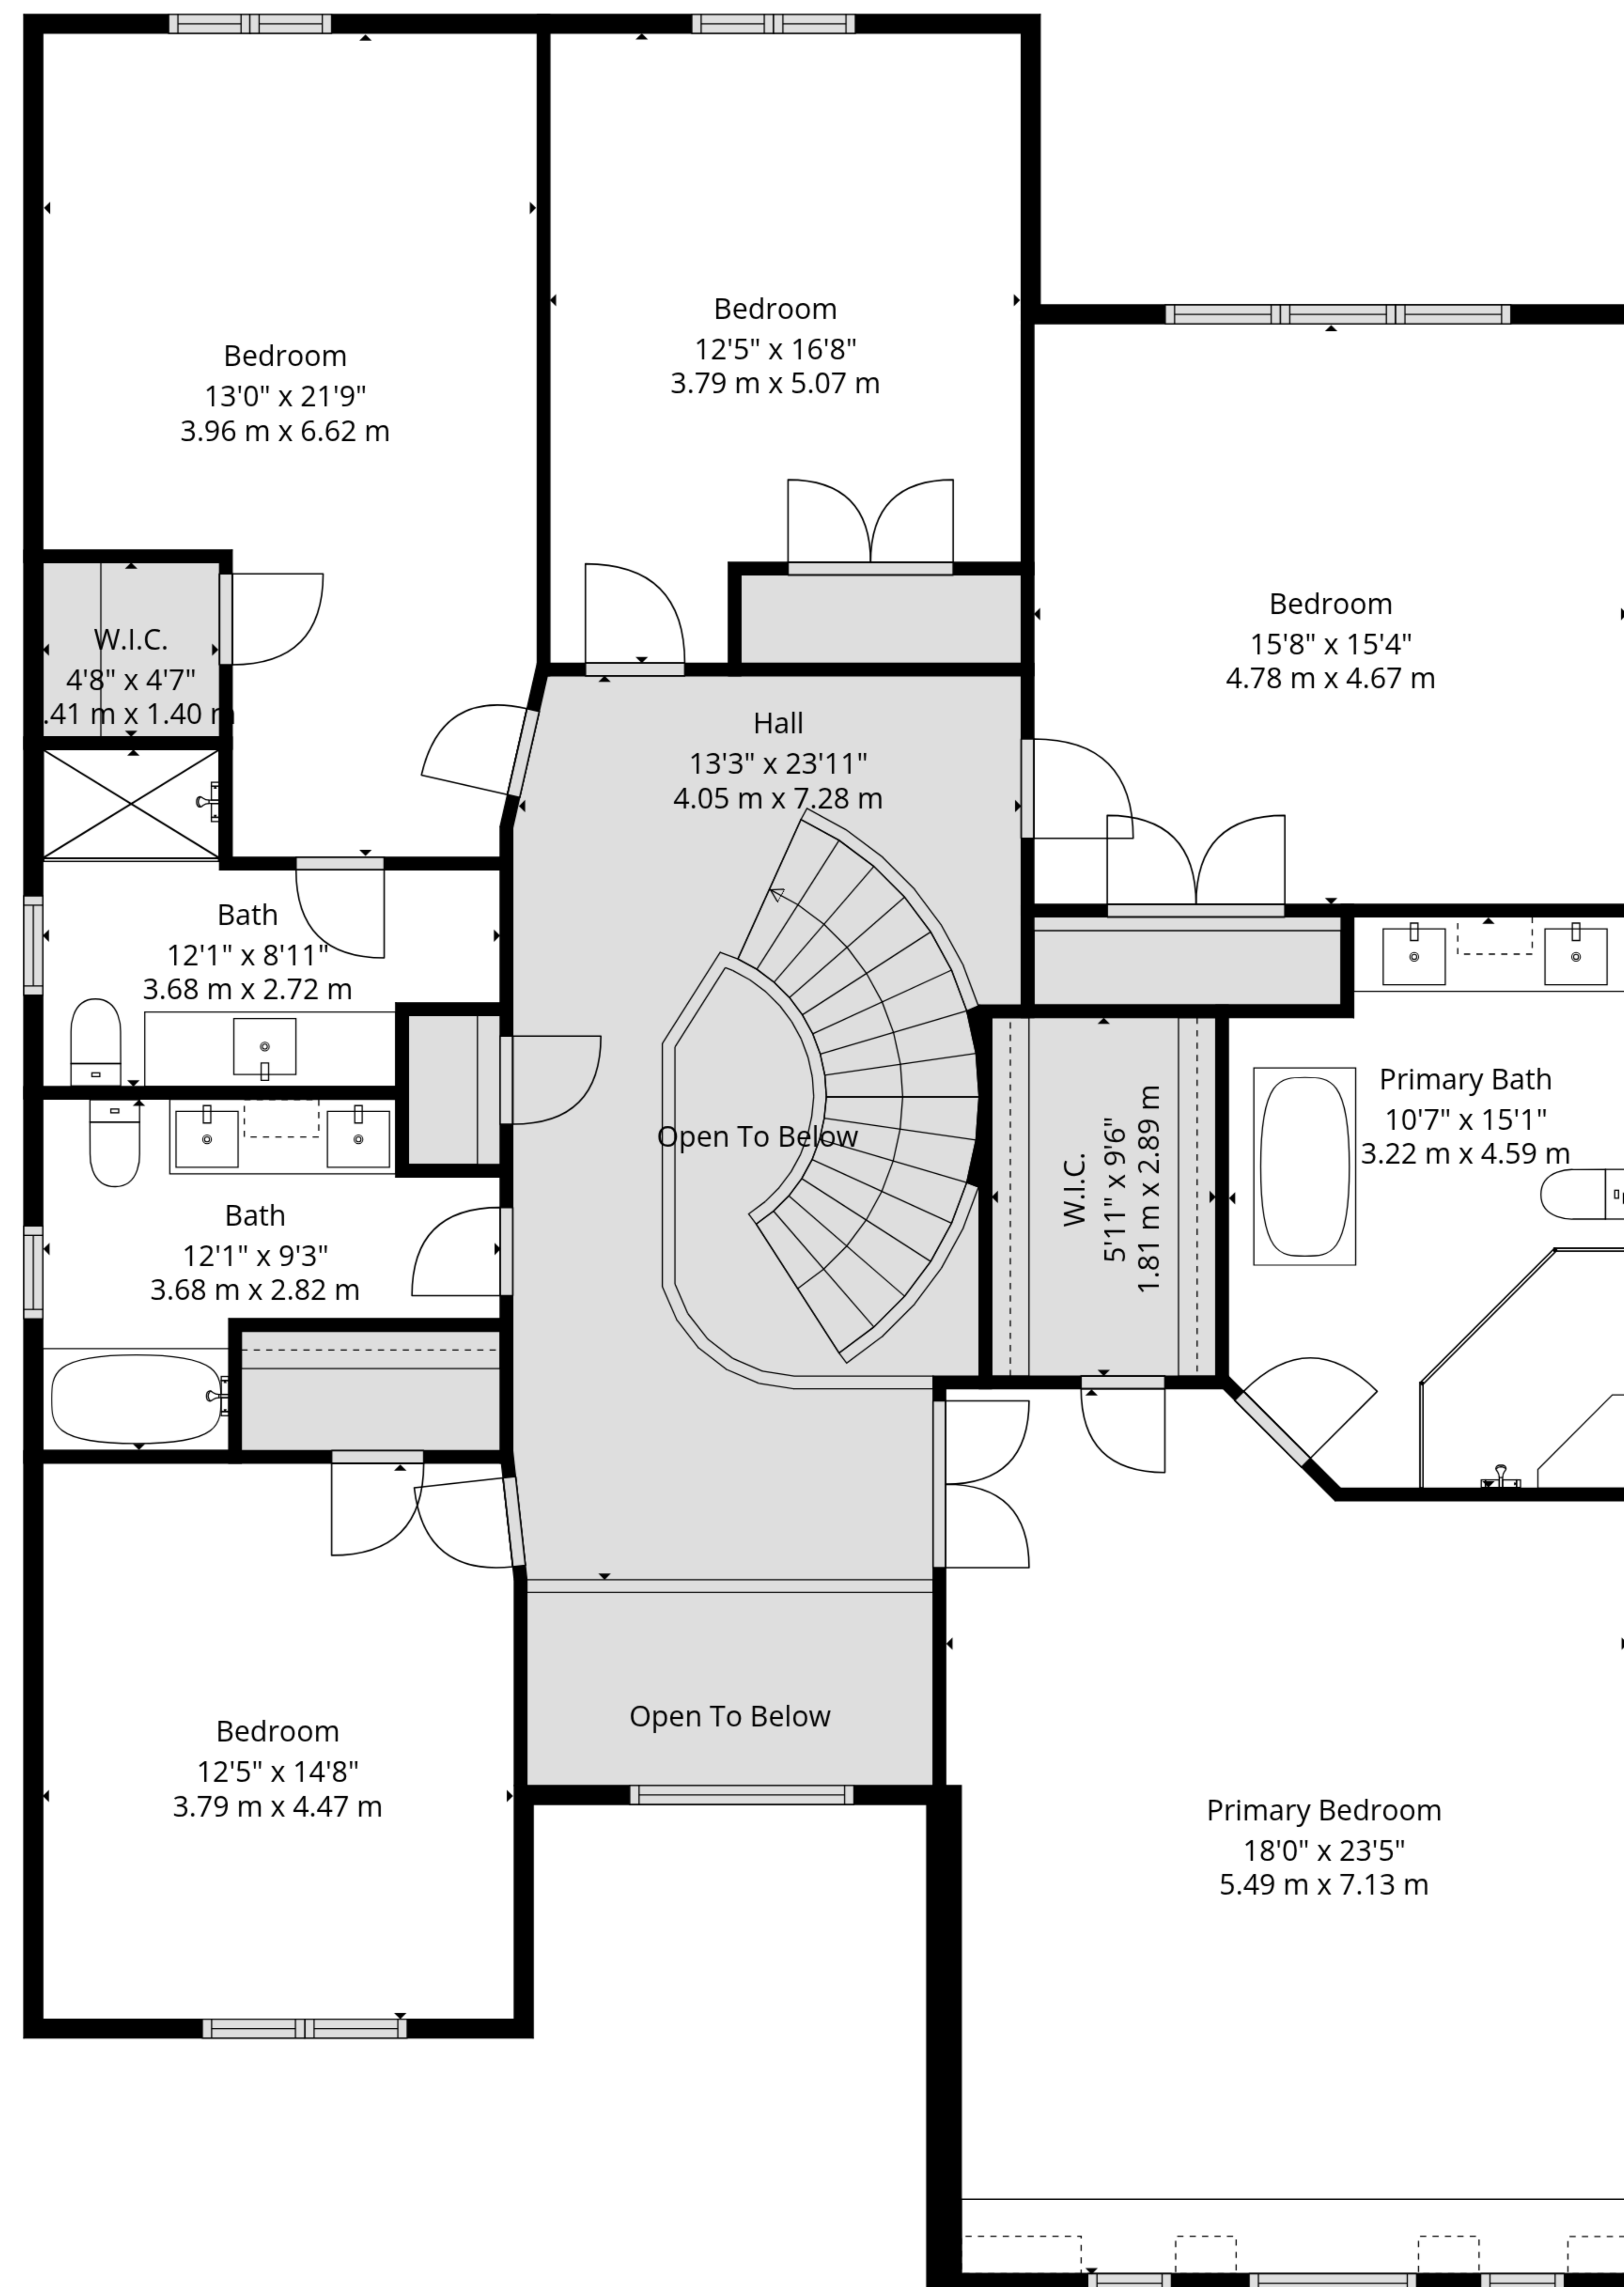 Bedroom
13'0" x 21'9"
3.96 m x 6.62 m
Bedroom
12'5" x 16'8"
3.79 m x 5.07 m
Bedroom
15'8" x 15'4"
4.78 m x 4.67 m
W.I.C.
4'8" x 4'7"
.41 m x 1.40 m
Hall
13'3" x 23'11"
4.05 m x 7.28 m
Bath
12'1" x 8'11"
3.68 m x 2.72 m
Open To Below
W.I.C.
5'11" x 9'6"
1.81 m x 2.89 m
Primary Bath
10'7" x 15'1"
3.22 m x 4.59 m
Bath
12'1" x 9'3"
3.68 m x 2.82 m
Open To Below
Bedroom
12'5" x 14'8"
3.79 m x 4.47 m
Primary Bedroom
18'0" x 23'5"
5.49 m x 7.13 m